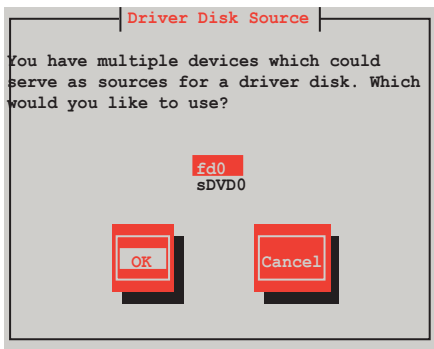 Driver Disk Source
You have multiple devices which could
serve as sources for a driver disk. Which
would you like to use?
fd0
sDVD0
OK
Cancel